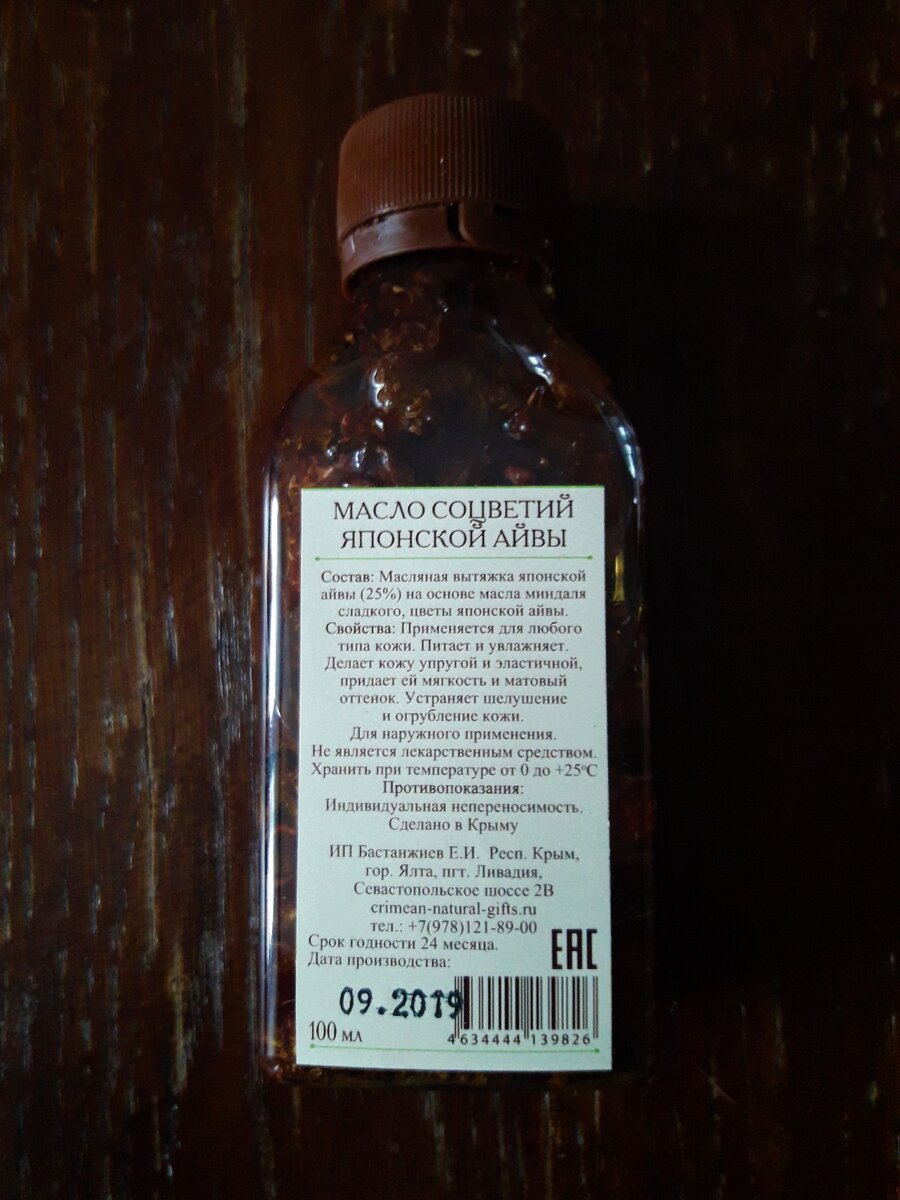 МАСЛО СОЦВЕТИЙ
ЯПОНСКОЙ АЙВЫ
Состав: Масляная вытяжка японской
айвы (25%) на основе масла миндаля
сладкого, цветы японской айвы.
Свойства: Применяется для любого
типа кожи. Питает и увлажняет.
Делает кожу упругой и эластичной,
придает ей мягкость и матовый
оттенок. Устраняет шелушение
и огрубление кожи.
Для наружного применения.
Не является лекарственным средством.
Хранить при температуре от 0 до +25°С
Противопоказания:
Индивидуальная непереносимость.
Сделано в Крыму
ИП Бастанжиев Е.И. Респ. Крым,
гор. Ялта, пгт. Ливадия,
Севастопольское шоссе 2В
crimean-natural-gifts.ru
тел.: +7(978)121-89-00
Срок годности 24 месяца.
Дата производства:
EAC
09.2019
100 мл
4 634444 139826